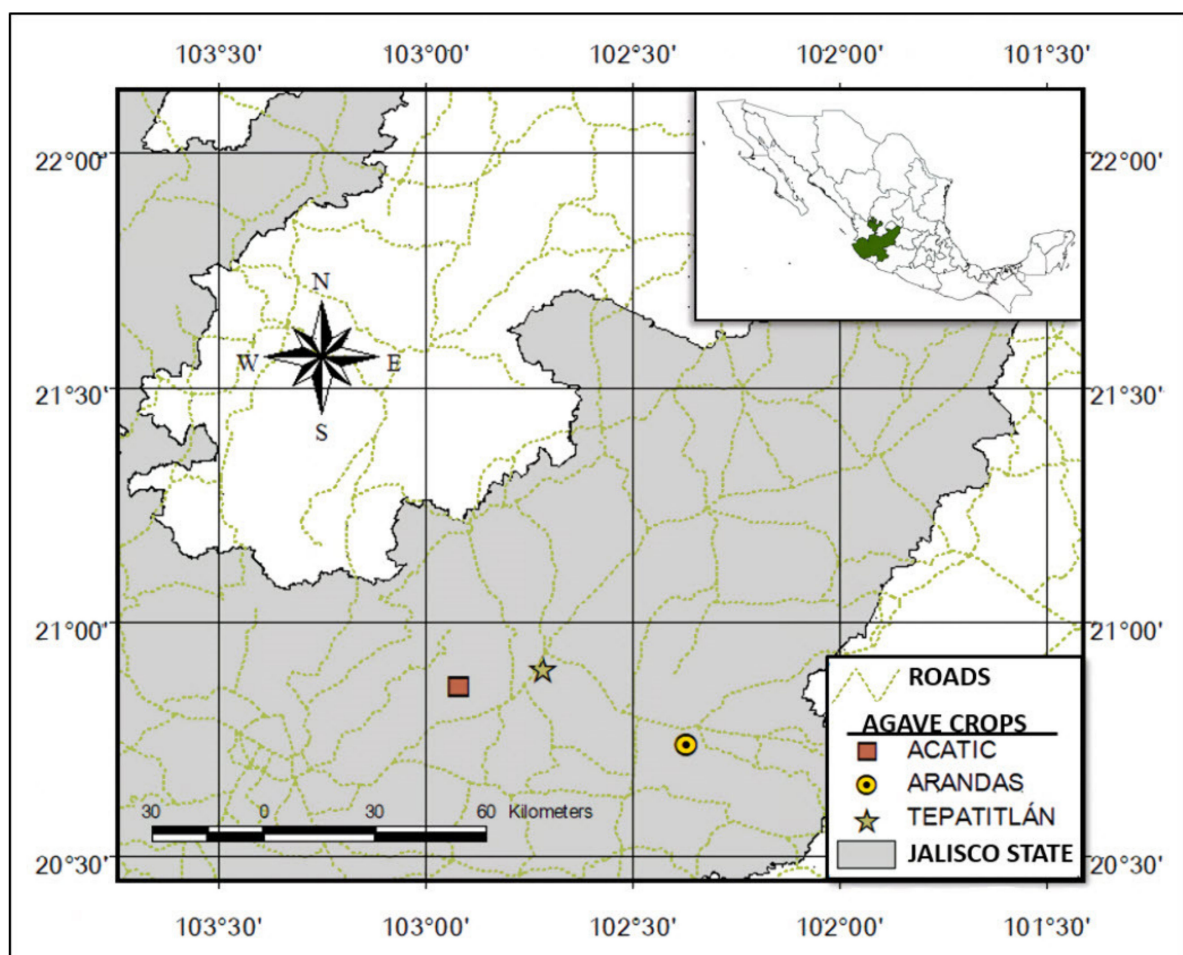 103°30' 103°00' 102°30' 102°00' 101°30'
22°00' 22°00'
N
W E
S
21°30' 21°30'
21°00' 21°00'
ROADS
AGAVE CROPS
ACATIC
ARANDAS
TEPATITLÁN
JALISCO STATE
30 0 30 60 Kilometers
20°30' 20°30'
103°30' 103°00' 102°30' 102°00' 101°30'